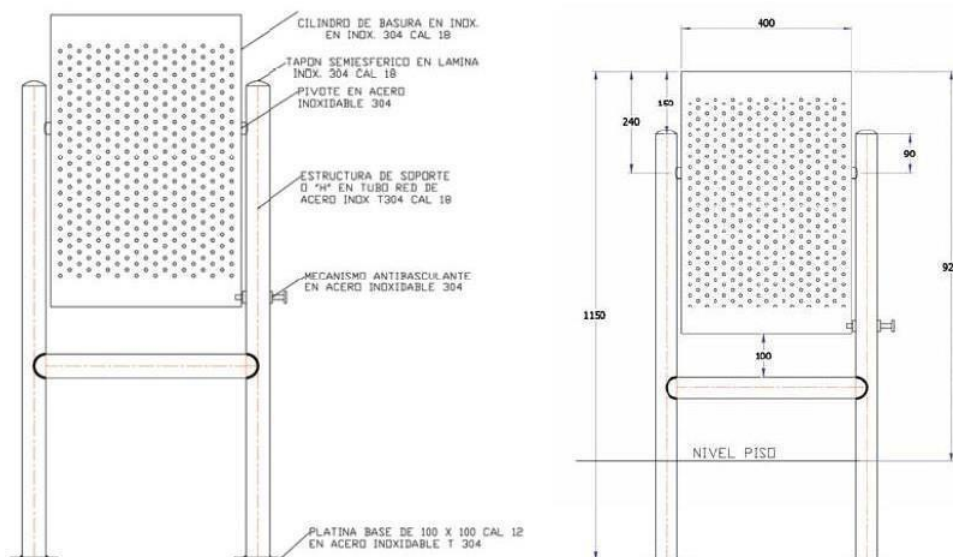 CILINDRO DE BASURA EN INOX.
EN INOX. 304 CAL 18
TAPON SEMIESFERICO EN LAMINA
INOX. 304 CAL 18
PIVOTE EN ACERO
INOXIDABLE 304
ESTRUCTURA DE SOPORTE
O "H" EN TUBO RED DE
ACERO INOX T304 CAL 18
MECANISMO ANTIBASCULANTE
EN ACERO INOXIDABLE 304
PLATINA BASE DE 100 X 100 CAL 12
EN ACERO INOXIDABLE T 304
400
150
240
90
92
1150
100
NIVEL PISO